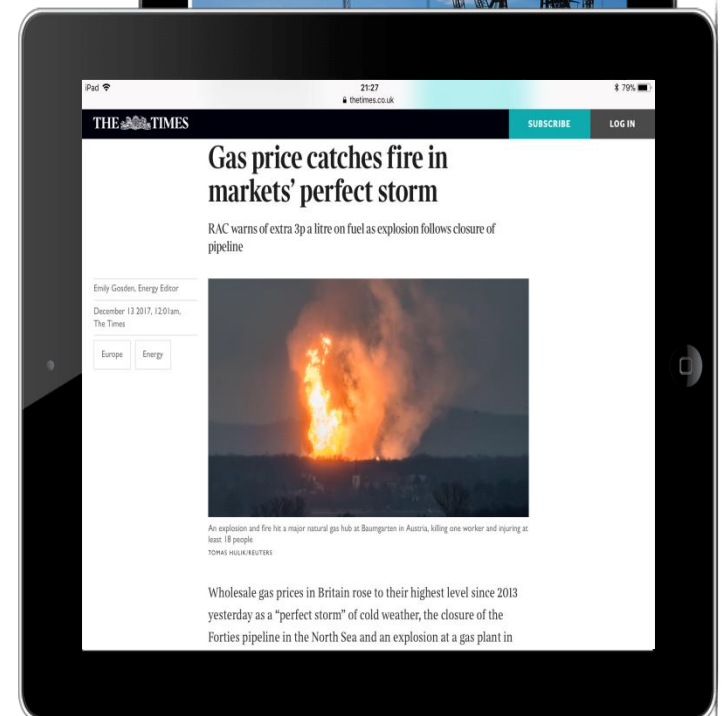 iPad 21:27 79%
thetimes.co.uk
THE TIMES SUBSCRIBE LOG IN
Gas price catches fire in
markets’ perfect storm
RAC warns of extra 3p a litre on fuel as explosion follows closure of
pipeline
Emily Gosden, Energy Editor
December 13 2017, 12:01am,
The Times
Europe Energy
An explosion and fire hit a major natural gas hub at Baumgarten in Austria, killing one worker and injuring at
least 18 people
TOMAS HULIK/REUTERS
Wholesale gas prices in Britain rose to their highest level since 2013
yesterday as a “perfect storm” of cold weather, the closure of the
Forties pipeline in the North Sea and an explosion at a gas plant in